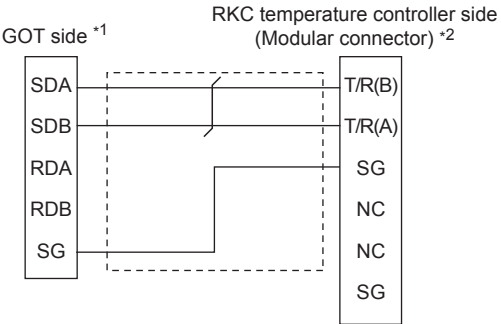 RKC temperature controller side
(Modular connector) *2
GOT side *1
SDA
SDB
RDA
RDB
SG
T/R(B)
T/R(A)
SG
NC
NC
SG